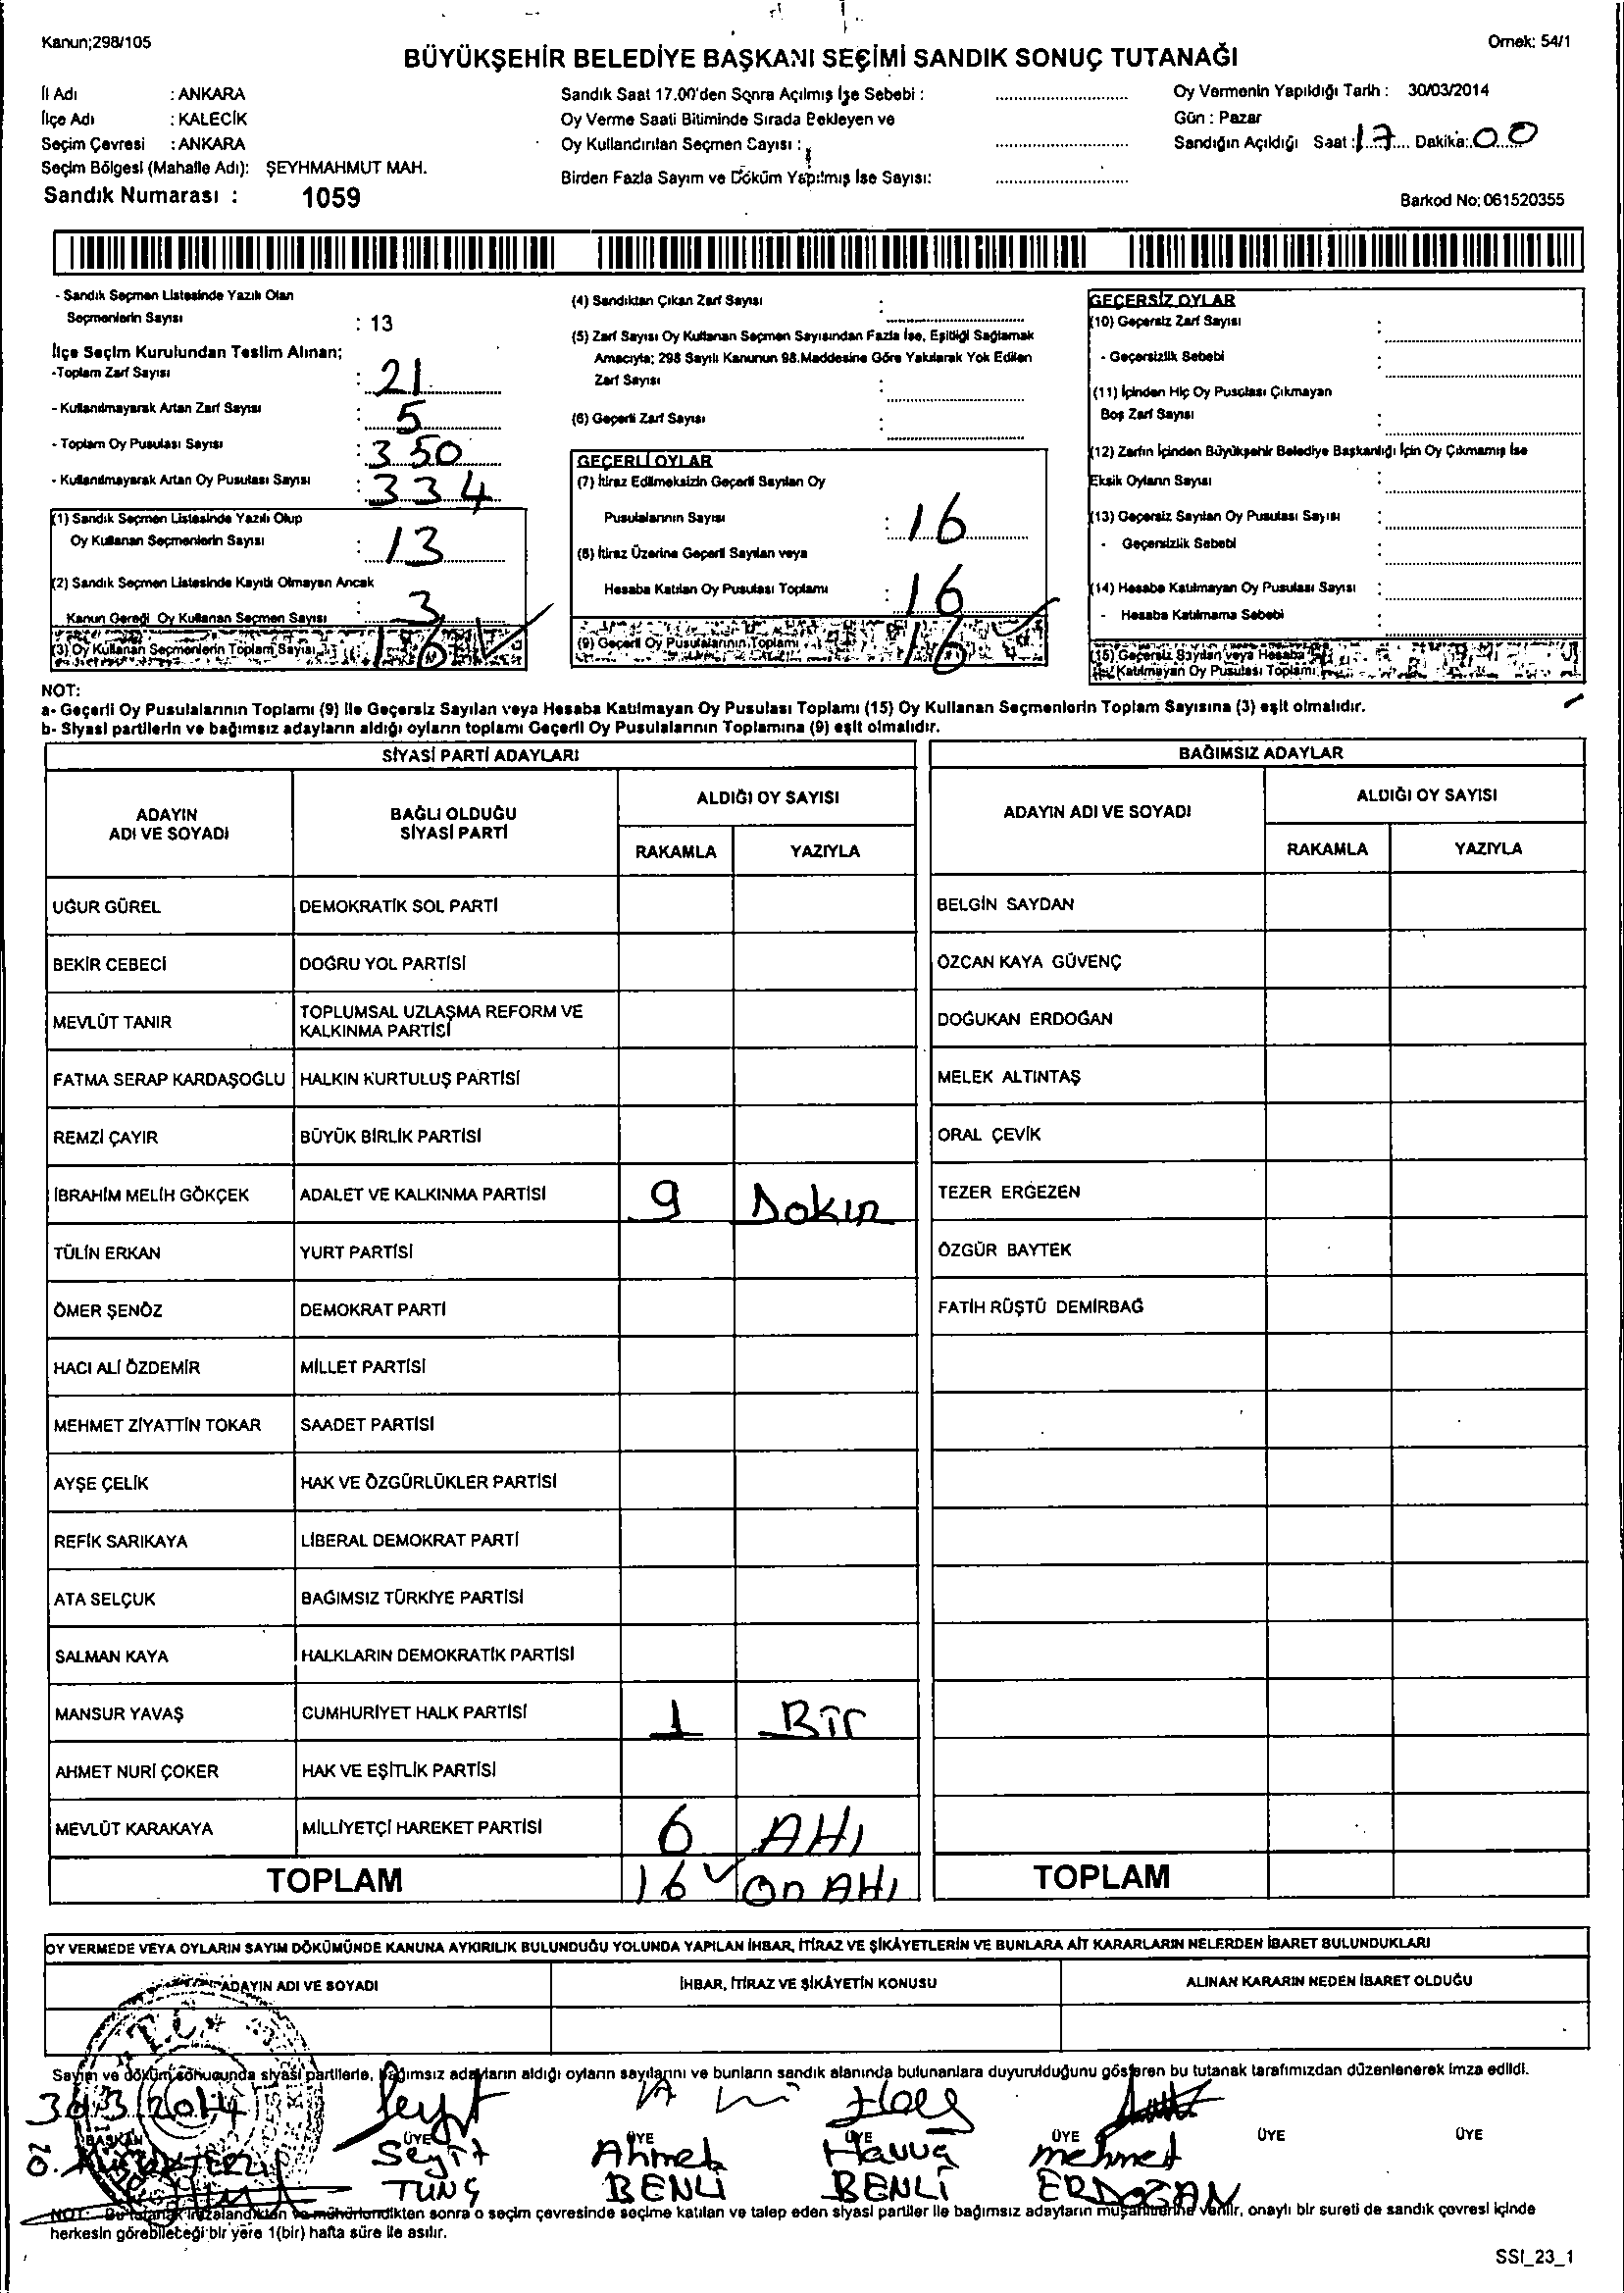 Kanun;298/105
Örnek: 54/1
BÜYÜKŞEHİR BELEDİYE BAŞKANI SEÇİMİ SANDIK SONUÇ TUTANAĞI
İl Adı : ANKARA
İlçe Adı : KALECİK
Seçim Çevresi : ANKARA
Seçim Bölgesi (Mahalle Adı): ŞEYHMAHMUT MAH.
Sandık Numarası : 1059
Sandık Saat 17.00'den Sonra Açılmış İse Sebebi :
Oy Verme Saati Bitiminde Sırada Bekleyen ve
Oy Kullandırılan Seçmen Sayısı :
Birden Fazla Sayım ve Döküm Yapılmış İse Sayısı:
Oy Vermenin Yapıldığı Tarih : 30/03/2014
Gün : Pazar
Sandığın Açıldığı Saat : 17 Dakika: 00
Barkod No: 061520355
- Sandık Seçmen Listesinde Yazılı Olan
Seçmenlerin Sayısı : 13
İlçe Seçim Kurulundan Teslim Alınan;
-Toplam Zarf Sayısı : 21
- Kullanılmayarak Artan Zarf Sayısı : 5
- Toplam Oy Pusulası Sayısı : 350
- Kullanılmayarak Artan Oy Pusulası Sayısı : 334
(1) Sandık Seçmen Listesinde Yazılı Olup
Oy Kullanan Seçmenlerin Sayısı : 13
(2) Sandık Seçmen Listesinde Kayıtlı Olmayan Ancak
Kanun Gereği Oy Kullanan Seçmen Sayısı : 3
(3) Oy Kullanan Seçmenlerin Toplam Sayısı 16
(4) Sandıktan Çıkan Zarf Sayısı :
(5) Zarf Sayısı Oy Kullanan Seçmen Sayısından Fazla İse, Eşitliği Sağlamak
Amacıyla; 298 Sayılı Kanunun 98.Maddesine Göre Yakılarak Yok Edilen
Zarf Sayısı :
(6) Geçerli Zarf Sayısı :
GEÇERLİ OYLAR
(7) İtiraz Edilmeksizin Geçerli Sayılan Oy
Pusulalarının Sayısı : 16
(8) İtiraz Üzerine Geçerli Sayılan veya
Hesaba Katılan Oy Pusulası Toplamı : 16
(9) Geçerli Oy Pusulalarının Toplamı 16
GEÇERSİZ OYLAR
(10) Geçersiz Zarf Sayısı :
- Geçersizlik Sebebi :
(11) İçinden Hiç Oy Pusulası Çıkmayan
Boş Zarf Sayısı :
(12) Zarfın İçinden Büyükşehir Belediye Başkanlığı İçin Oy Çıkmamış İse
Eksik Oyların Sayısı :
(13) Geçersiz Sayılan Oy Pusulası Sayısı :
- Geçersizlik Sebebi :
(14) Hesaba Katılmayan Oy Pusulası Sayısı :
- Hesaba Katılmama Sebebi :
(15) Geçersiz Sayılan veya Hesaba
Katılmayan Oy Pusulası Toplamı
NOT:
a- Geçerli Oy Pusulalarının Toplamı (9) ile Geçersiz Sayılan veya Hesaba Katılmayan Oy Pusulası Toplamı (15) Oy Kullanan Seçmenlerin Toplam Sayısına (3) eşit olmalıdır.
b- Siyasi partilerin ve bağımsız adayların aldığı oyların toplamı Geçerli Oy Pusulalarının Toplamına (9) eşit olmalıdır.
SİYASİ PARTİ ADAYLARI
ADAYIN
ADI VE SOYADI
BAĞLI OLDUĞU
SİYASİ PARTİ
ALDIĞI OY SAYISI
RAKAMLA YAZIYLA
UĞUR GÜREL DEMOKRATİK SOL PARTİ
BEKİR CEBECİ DOĞRU YOL PARTİSİ
MEVLÜT TANIR TOPLUMSAL UZLAŞMA REFORM VE
KALKINMA PARTİSİ
FATMA SERAP KARDAŞOĞLU HALKIN KURTULUŞ PARTİSİ
REMZİ ÇAYIR BÜYÜK BİRLİK PARTİSİ
İBRAHİM MELİH GÖKÇEK ADALET VE KALKINMA PARTİSİ 9 Dokuz
TÜLİN ERKAN YURT PARTİSİ
ÖMER ŞENÖZ DEMOKRAT PARTİ
HACI ALİ ÖZDEMİR MİLLET PARTİSİ
MEHMET ZİYATTİN TOKAR SAADET PARTİSİ
AYŞE ÇELİK HAK VE ÖZGÜRLÜKLER PARTİSİ
REFİK SARIKAYA LİBERAL DEMOKRAT PARTİ
ATA SELÇUK BAĞIMSIZ TÜRKİYE PARTİSİ
SALMAN KAYA HALKLARIN DEMOKRATİK PARTİSİ
MANSUR YAVAŞ CUMHURİYET HALK PARTİSİ 1 Bir
AHMET NURİ ÇOKER HAK VE EŞİTLİK PARTİSİ
MEVLÜT KARAKAYA MİLLİYETÇİ HAREKET PARTİSİ 6 Altı
TOPLAM 16 On Altı
BAĞIMSIZ ADAYLAR
ADAYIN ADI VE SOYADI
ALDIĞI OY SAYISI
RAKAMLA YAZIYLA
BELGİN SAYDAN
ÖZCAN KAYA GÜVENÇ
DOĞUKAN ERDOĞAN
MELEK ALTINTAŞ
ORAL ÇEVİK
TEZER ERGEZEN
ÖZGÜR BAYTEK
FATİH RÜŞTÜ DEMİRBAĞ
TOPLAM
OY VERMEDE VEYA OYLARIN SAYIM DÖKÜMÜNDE KANUNA AYKIRILIK BULUNDUĞU YOLUNDA YAPILAN İHBAR, İTİRAZ VE ŞİKÂYETLERİN VE BUNLARA AİT KARARLARIN NELERDEN İBARET BULUNDUKLARI
ADAYIN ADI VE SOYADI
İHBAR, İTİRAZ VE ŞİKÂYETİN KONUSU
ALINAN KARARIN NEDEN İBARET OLDUĞU
T.C.
Sayım ve döküm sonucunda siyasi partilerle, bağımsız adayların aldığı oyların sayılarını ve bunların sandık alanında bulunanlara duyurulduğunu gösteren bu tutanak tarafımızdan düzenlenerek imza edildi.
BAŞKAN ÜYE ÜYE ÜYE ÜYE ÜYE ÜYE
Seyit Ahmet Havva mehmet
TUNÇ BENLİ BENLİ ERDOĞAN
NOT: Bu tutanak imzalandıktan ve mühürlendikten sonra o seçim çevresinde seçime katılan ve talep eden siyasi partiler ile bağımsız adayların müşahitlerine verilir, onaylı bir sureti de sandık çevresi içinde
herkesin görebileceği bir yere 1(bir) hafta süre ile asılır.
SSI_23_1